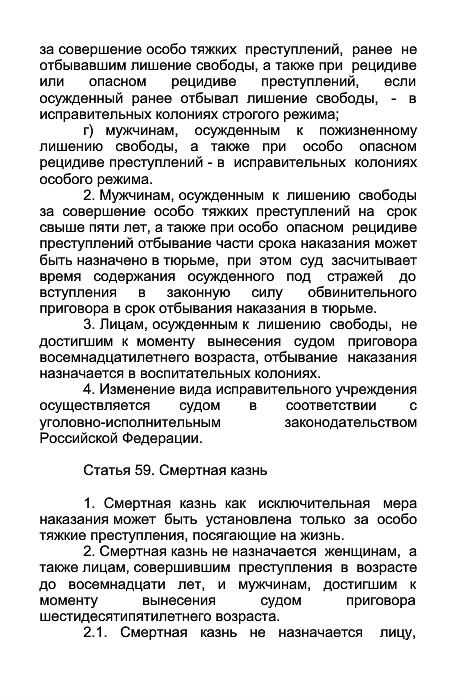 за совершение особо тяжких преступлений, ранее не
отбывавшим лишение свободы, а также при рецидиве
или опасном рецидиве преступлений, если
осужденный ранее отбывал лишение свободы, - в
исправительных колониях строгого режима;
г) мужчинам, осужденным к пожизненному
лишению свободы, а также при особо опасном
рецидиве преступлений - в исправительных колониях
особого режима.
2. Мужчинам, осужденным к лишению свободы
за совершение особо тяжких преступлений на срок
свыше пяти лет, а также при особо опасном рецидиве
преступлений отбывание части срока наказания может
быть назначено в тюрьме, при этом суд засчитывает
время содержания осужденного под стражей до
вступления в законную силу обвинительного
приговора в срок отбывания наказания в тюрьме.
3. Лицам, осужденным к лишению свободы, не
достигшим к моменту вынесения судом приговора
восемнадцатилетнего возраста, отбывание наказания
назначается в воспитательных колониях.
4. Изменение вида исправительного учреждения
осуществляется судом в соответствии с
уголовно-исполнительным законодательством
Российской Федерации.
Статья 59. Смертная казнь
1. Смертная казнь как исключительная мера
наказания может быть установлена только за особо
тяжкие преступления, посягающие на жизнь.
2. Смертная казнь не назначается женщинам, а
также лицам, совершившим преступления в возрасте
до восемнадцати лет, и мужчинам, достигшим к
моменту вынесения судом приговора
шестидесятипятилетнего возраста.
2.1. Смертная казнь не назначается лицу,